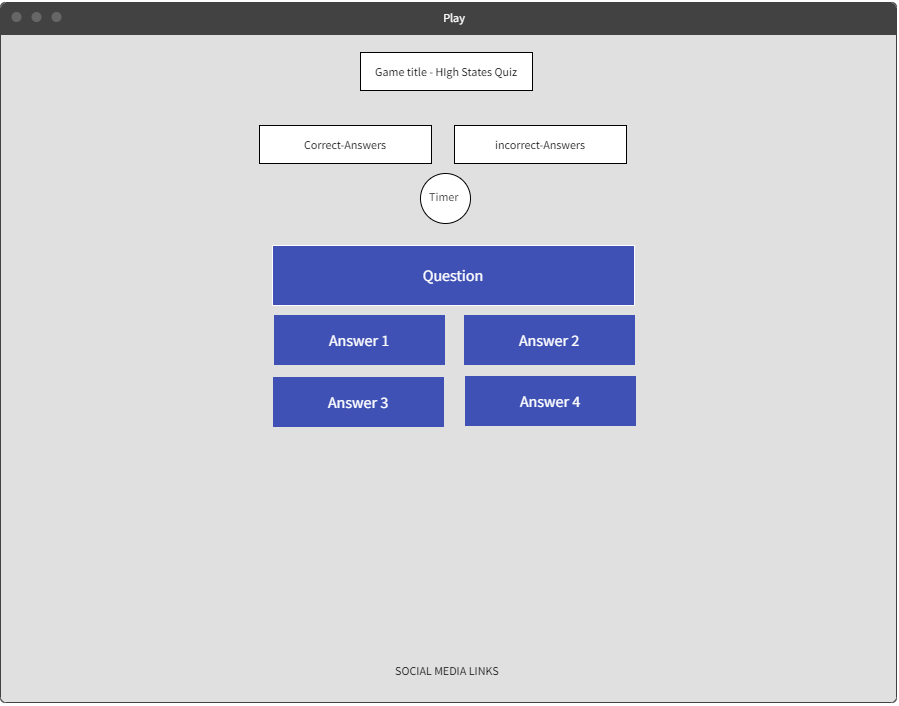 Play
Game title - HIgh States Quiz
Correct-Answers
incorrect-Answers
Timer
Question
Answer 1
Answer 2
Answer 3
Answer 4
SOCIAL MEDIA LINKS